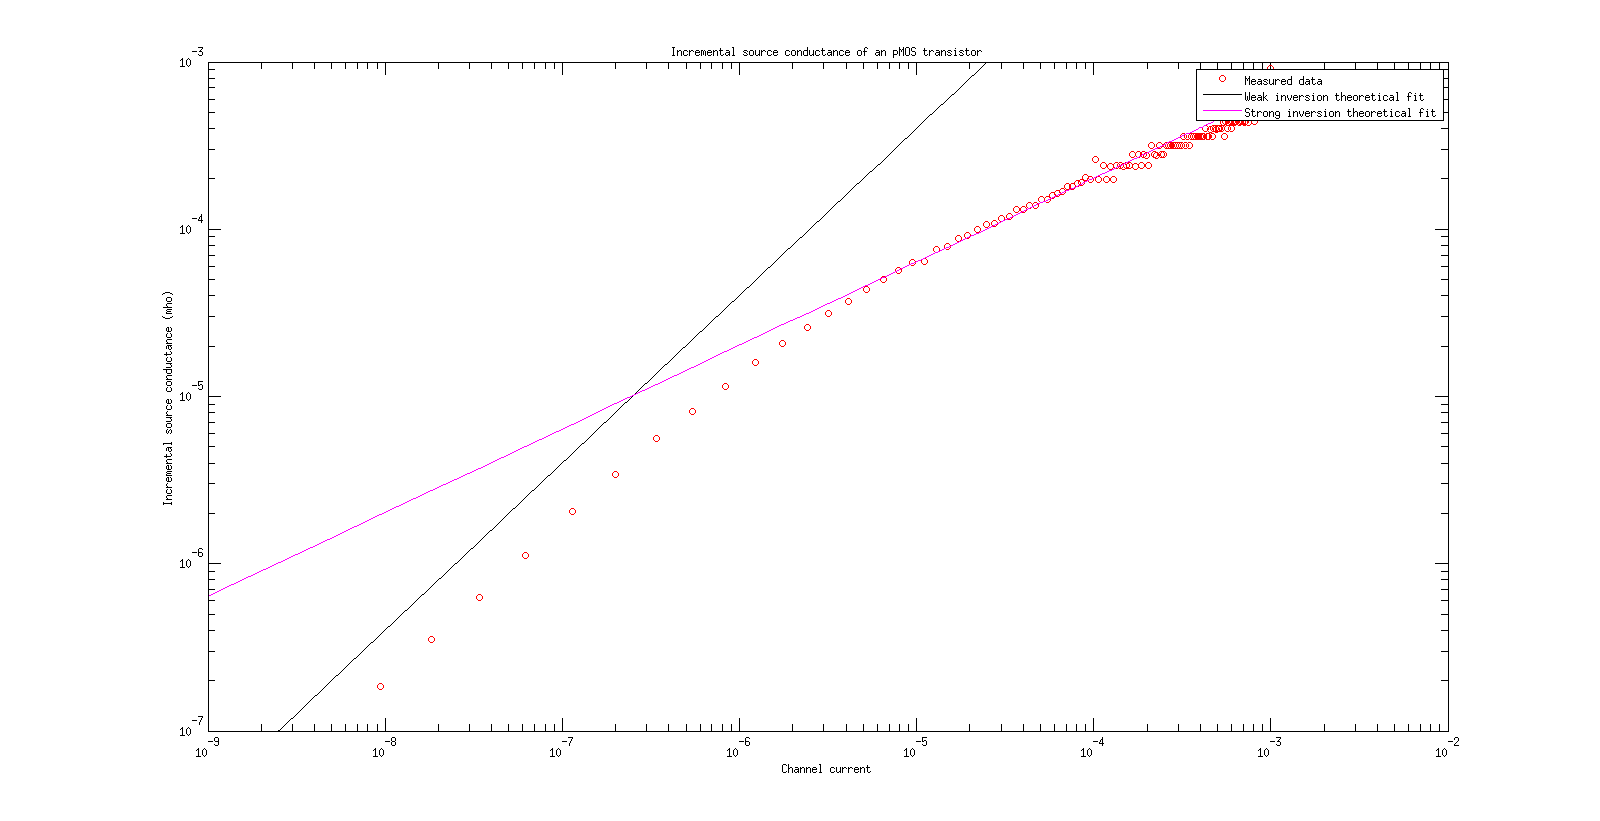 Incremental source conductance of an pMOS transistor
Measured data
Weak inversion theoretical fit
Strong inversion theoretical fit
Incremental source conductance (mho)
10^-3
10^-4
10^-5
10^-6
10^-7
10^-9 10^-8 10^-7 10^-6 10^-5 10^-4 10^-3 10^-2
Channel current